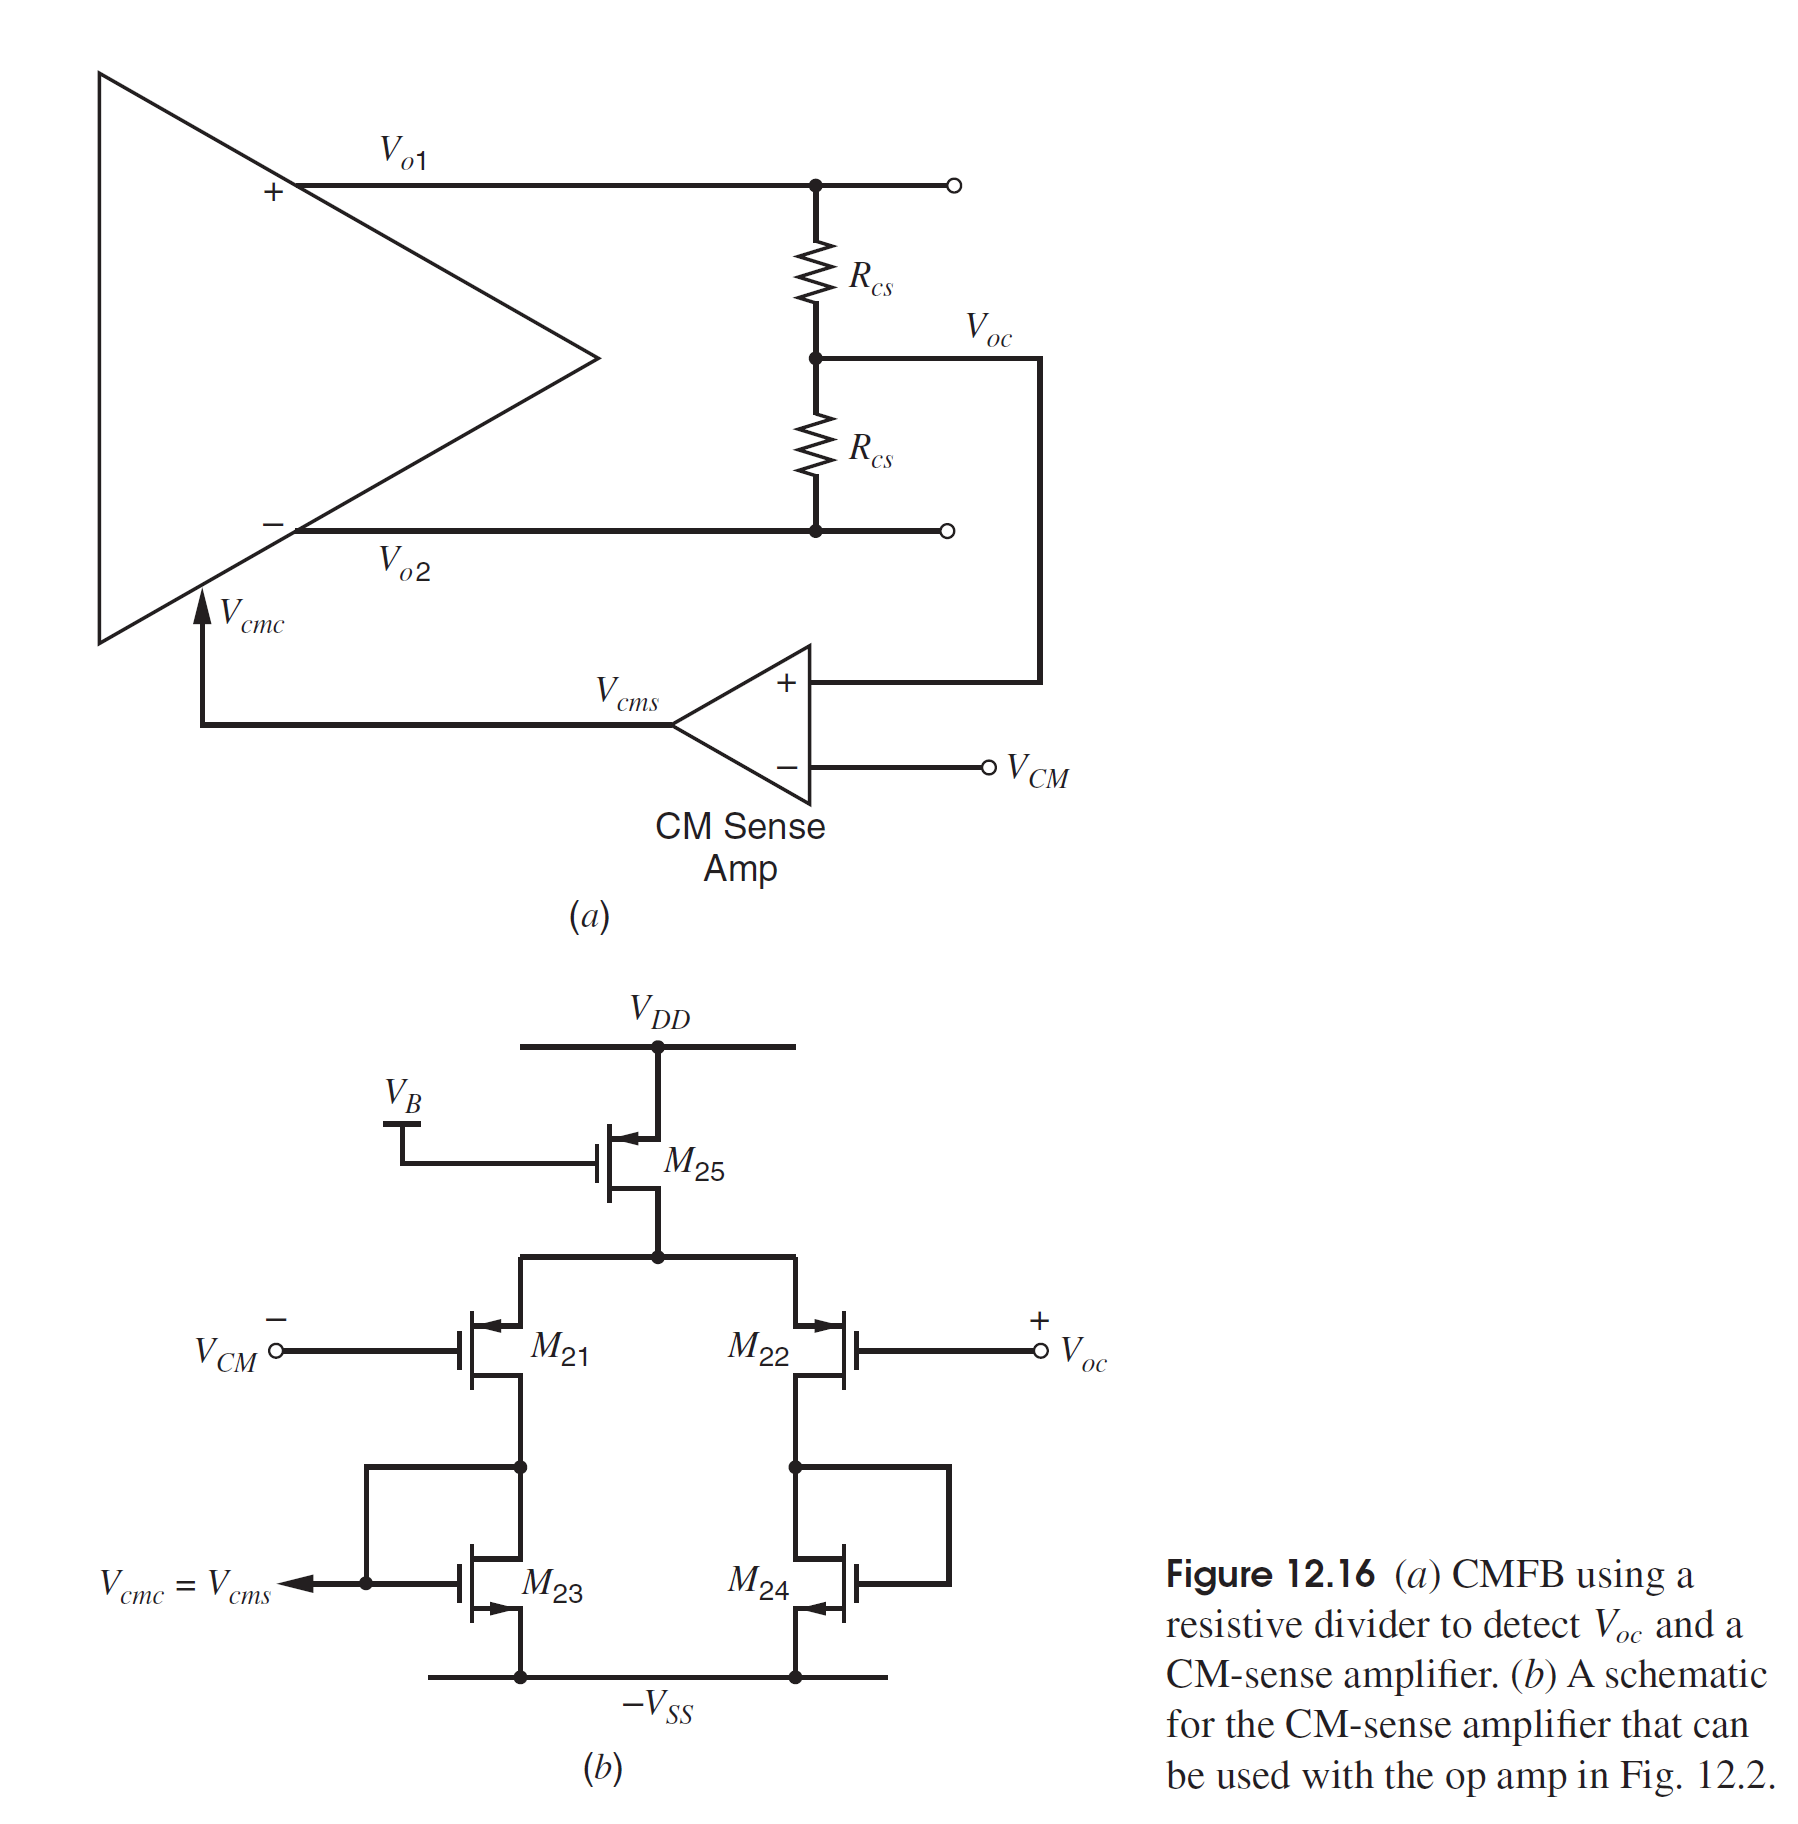 V_{o1}
+
R_{cs}
V_{oc}
R_{cs}
−
V_{o2}
V_{cmc}
V_{cms}
+
−
V_{CM}
CM Sense
Amp
(a)
V_{DD}
V_B
M_{25}
−
+
V_{CM}
M_{21}
M_{22}
V_{oc}
V_{cmc} = V_{cms}
M_{23}
M_{24}
−V_{SS}
(b)
Figure 12.16 (a) CMFB using a
resistive divider to detect V_{oc} and a
CM-sense amplifier. (b) A schematic
for the CM-sense amplifier that can
be used with the op amp in Fig. 12.2.